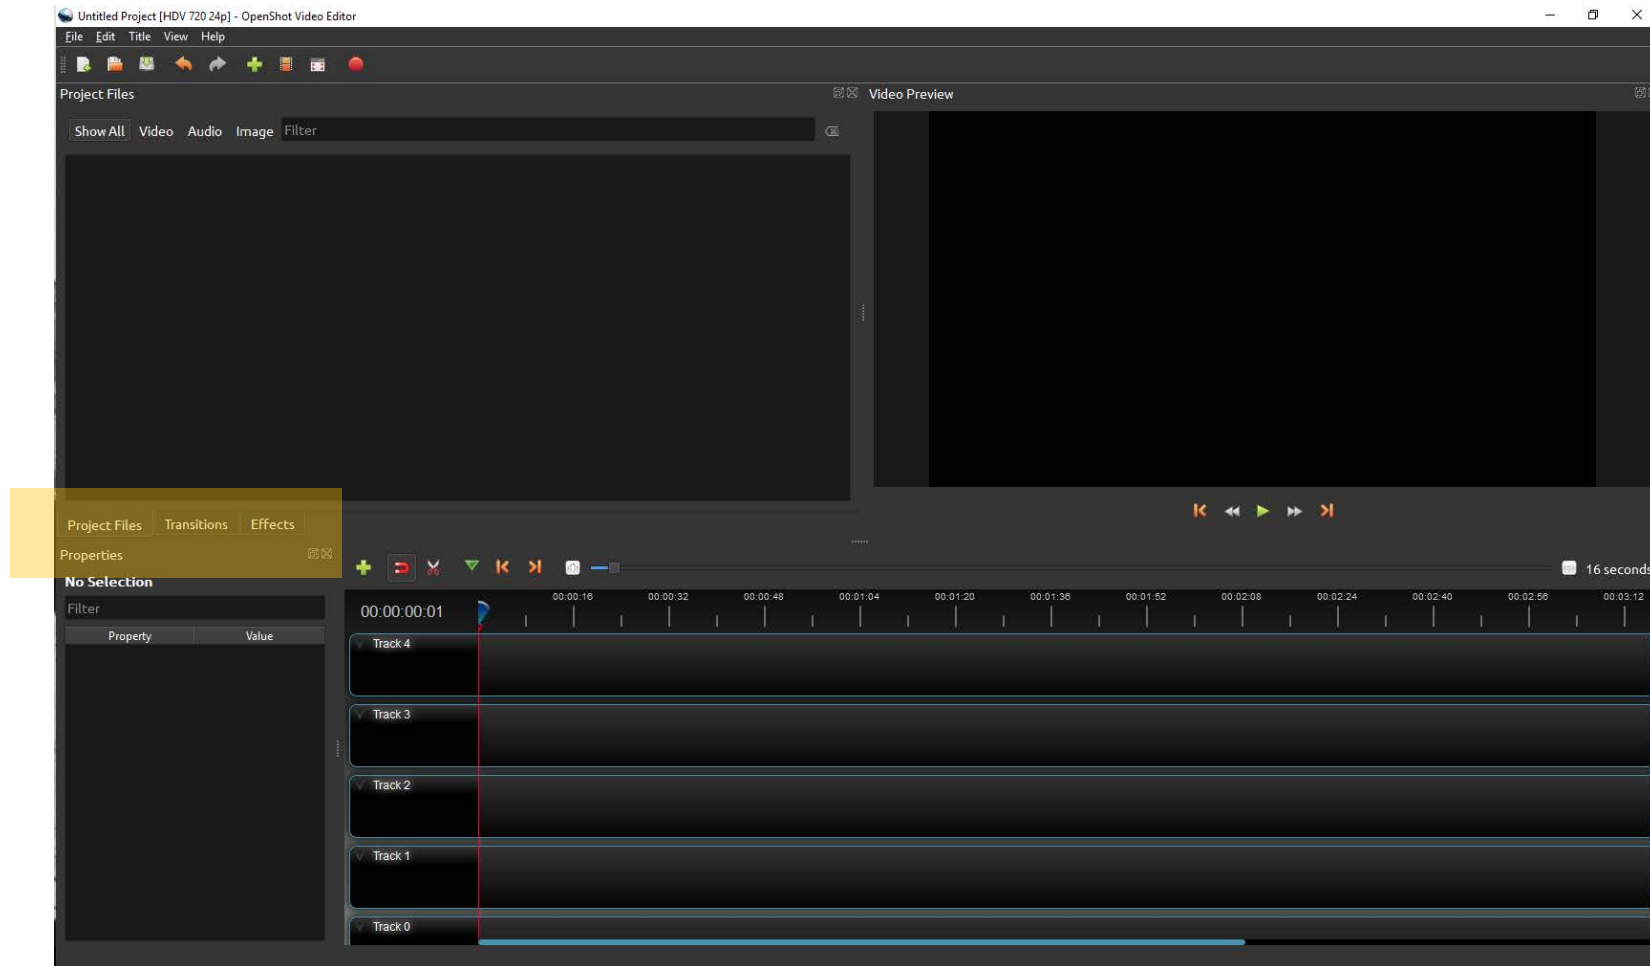 Untitled Project [HDV 720 24p] - OpenShot Video Editor
File Edit Title View Help
Project Files
Video Preview
Show All Video Audio Image Filter
Project Files Transitions Effects
Properties
No Selection
16 seconds
Filter
00:00:00:01
00:00:16 00:00:32 00:00:48 00:01:04 00:01:20 00:01:36 00:01:52 00:02:08 00:02:24 00:02:40 00:02:56 00:03:12
Property Value
Track 4
Track 3
Track 2
Track 1
Track 0